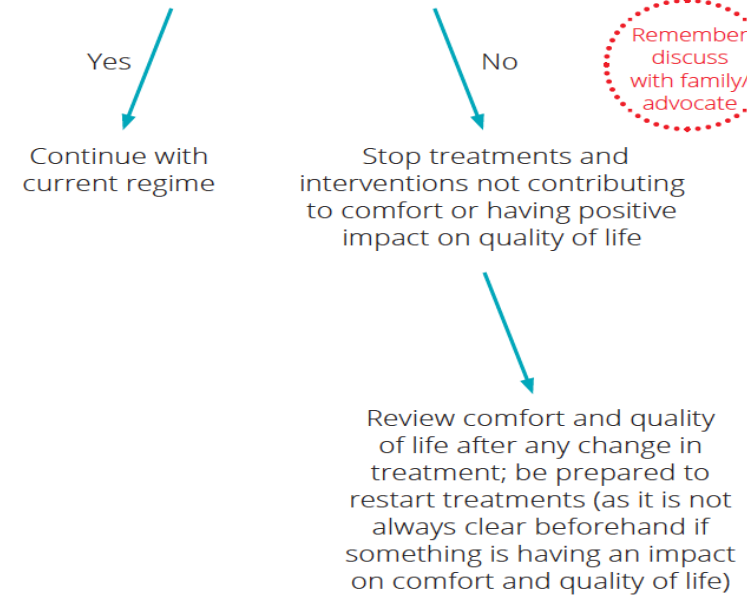 Yes
No
Remember
discuss
with family/
advocate
Continue with
current regime
Stop treatments and
interventions not contributing
to comfort or having positive
impact on quality of life
Review comfort and quality
of life after any change in
treatment; be prepared to
restart treatments (as it is not
always clear beforehand if
something is having an impact
on comfort and quality of life)